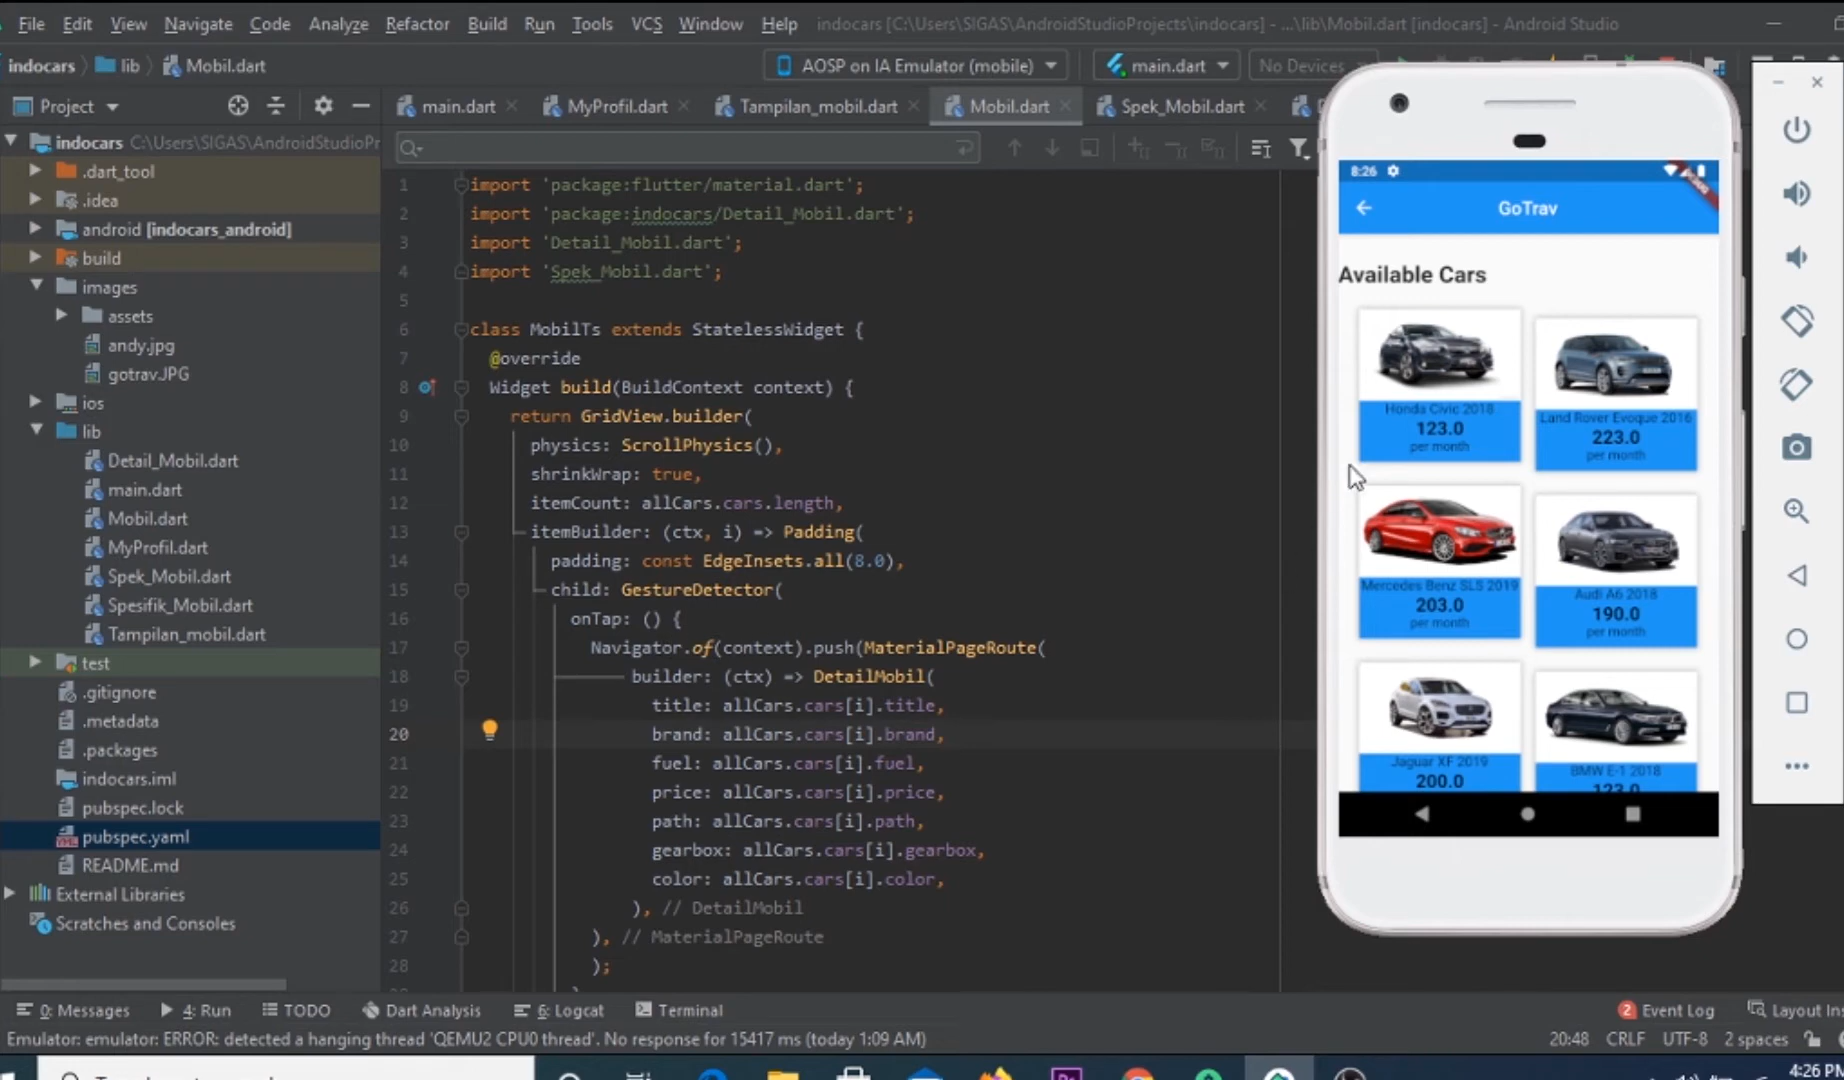 File Edit View Navigate Code Analyze Refactor Build Run Tools VCS Window Help indocars [C:\Users\SIGAS\AndroidStudioProjects\indocars] - ...\lib\Mobil.dart [indocars] - Android Studio
indocars lib Mobil.dart AOSP on IA Emulator (mobile) main.dart No Devices
Project main.dart MyProfil.dart Tampilan_mobil.dart Mobil.dart Spek_Mobil.dart
indocars C:\Users\SIGAS\AndroidStudioPr
.dart_tool
.idea
android [indocars_android]
build
images
assets
andy.jpg
gotrav.JPG
ios
lib
Detail_Mobil.dart
main.dart
Mobil.dart
MyProfil.dart
Spek_Mobil.dart
Spesifik_Mobil.dart
Tampilan_mobil.dart
test
.gitignore
.metadata
.packages
indocars.iml
pubspec.lock
pubspec.yaml
README.md
External Libraries
Scratches and Consoles
1 import 'package:flutter/material.dart';
2 import 'package:indocars/Detail_Mobil.dart';
3 import 'Detail_Mobil.dart';
4 import 'Spek_Mobil.dart';
5
6 class MobilTs extends StatelessWidget {
7 @override
8 Widget build(BuildContext context) {
9 return GridView.builder(
10 physics: ScrollPhysics(),
11 shrinkWrap: true,
12 itemCount: allCars.cars.length,
13 itemBuilder: (ctx, i) => Padding(
14 padding: const EdgeInsets.all(8.0),
15 child: GestureDetector(
16 onTap: () {
17 Navigator.of(context).push(MaterialPageRoute(
18 builder: (ctx) => DetailMobil(
19 title: allCars.cars[i].title,
20 brand: allCars.cars[i].brand,
21 fuel: allCars.cars[i].fuel,
22 price: allCars.cars[i].price,
23 path: allCars.cars[i].path,
24 gearbox: allCars.cars[i].gearbox,
25 color: allCars.cars[i].color,
26 ), // DetailMobil
27 ), // MaterialPageRoute
28 );
8:26
GoTrav
Available Cars
Honda Civic 2018
123.0
per month
Land Rover Evoque 2016
223.0
per month
Mercedes Benz SLS 2019
203.0
per month
Audi A6 2018
190.0
per month
Jaguar XF 2019
200.0
BMW E-1 2018
123.0
0: Messages 4: Run TODO Dart Analysis 6: Logcat Terminal 2 Event Log Layout Ins
Emulator: emulator: ERROR: detected a hanging thread 'QEMU2 CPU0 thread'. No response for 15417 ms (today 1:09 AM) 20:48 CRLF UTF-8 2 spaces
4:26 PM